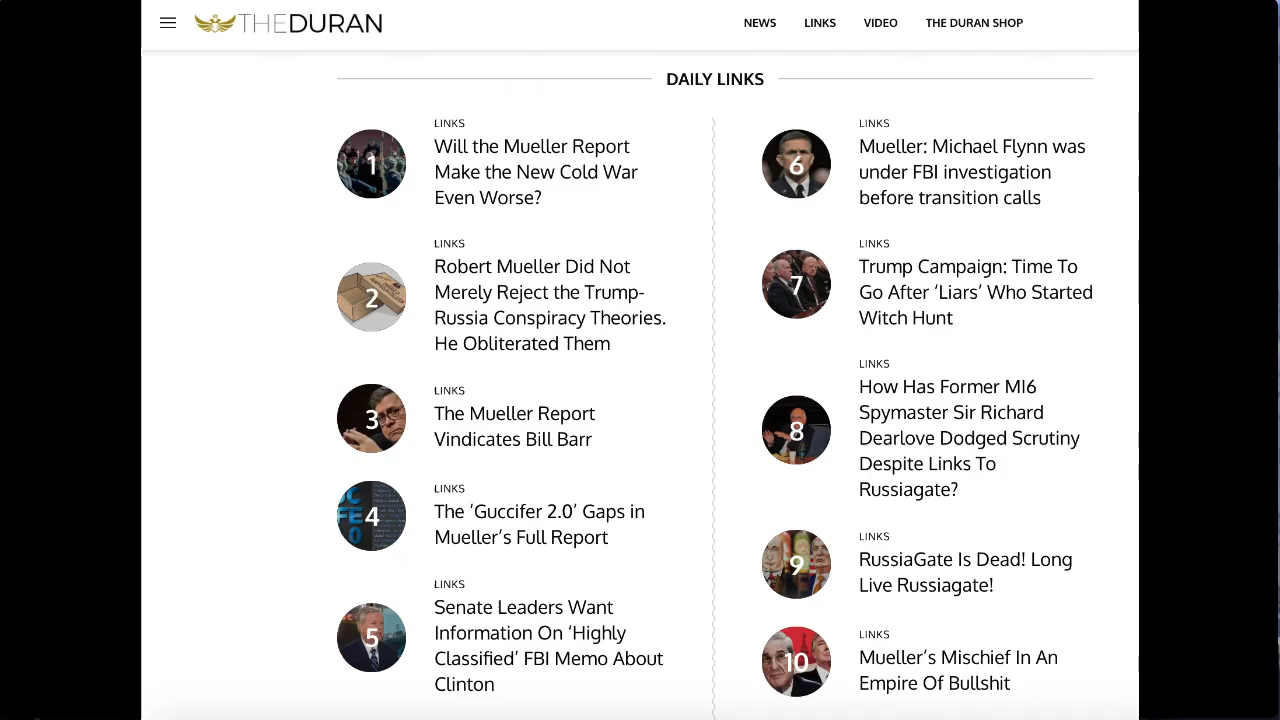 THEDURAN
NEWS
LINKS
VIDEO
THE DURAN SHOP
DAILY LINKS
1
LINKS
Will the Mueller Report
Make the New Cold War
Even Worse?
2
LINKS
Robert Mueller Did Not
Merely Reject the Trump-
Russia Conspiracy Theories.
He Obliterated Them
3
LINKS
The Mueller Report
Vindicates Bill Barr
4
LINKS
The ‘Guccifer 2.0’ Gaps in
Mueller’s Full Report
5
LINKS
Senate Leaders Want
Information On ‘Highly
Classified’ FBI Memo About
Clinton
6
LINKS
Mueller: Michael Flynn was
under FBI investigation
before transition calls
7
LINKS
Trump Campaign: Time To
Go After ‘Liars’ Who Started
Witch Hunt
8
LINKS
How Has Former MI6
Spymaster Sir Richard
Dearlove Dodged Scrutiny
Despite Links To
Russiagate?
9
LINKS
RussiaGate Is Dead! Long
Live Russiagate!
10
LINKS
Mueller’s Mischief In An
Empire Of Bullshit